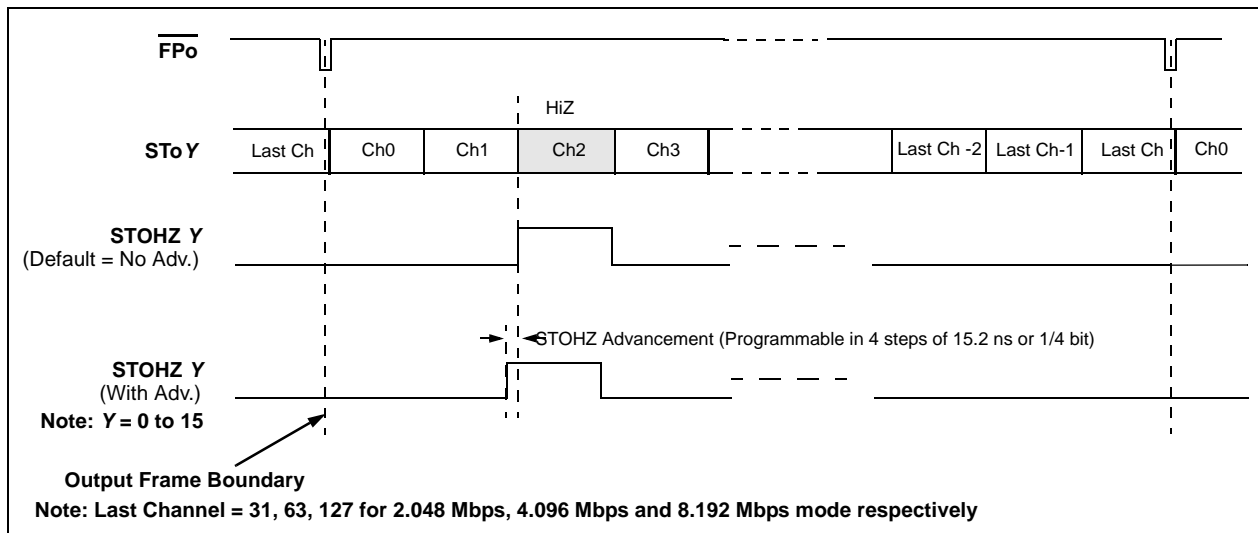 FPo
HiZ
STo Y Last Ch Ch0 Ch1 Ch2 Ch3 Last Ch -2 Last Ch-1 Last Ch Ch0
STOHZ Y
(Default = No Adv.)
STOHZ Advancement (Programmable in 4 steps of 15.2 ns or 1/4 bit)
STOHZ Y
(With Adv.)
Note: Y = 0 to 15
Output Frame Boundary
Note: Last Channel = 31, 63, 127 for 2.048 Mbps, 4.096 Mbps and 8.192 Mbps mode respectively